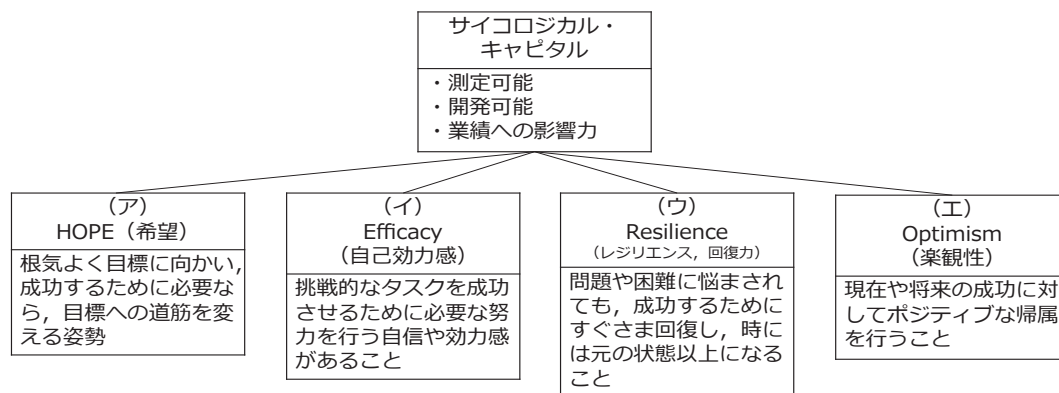 サイコロジカル・
キャピタル
・測定可能
・開発可能
・業績への影響力
（ア）
HOPE（希望）
根気よく目標に向かい，
成功するために必要な
ら，目標への道筋を変
える姿勢
（イ）
Efficacy
（自己効力感）
挑戦的なタスクを成功
させるために必要な努
力を行う自信や効力感
があること
（ウ）
Resilience
（レジリエンス，回復力）
問題や困難に悩まされ
ても，成功するために
すぐさま回復し，時に
は元の状態以上になる
こと
（エ）
Optimism
（楽観性）
現在や将来の成功に対
してポジティブな帰属
を行うこと